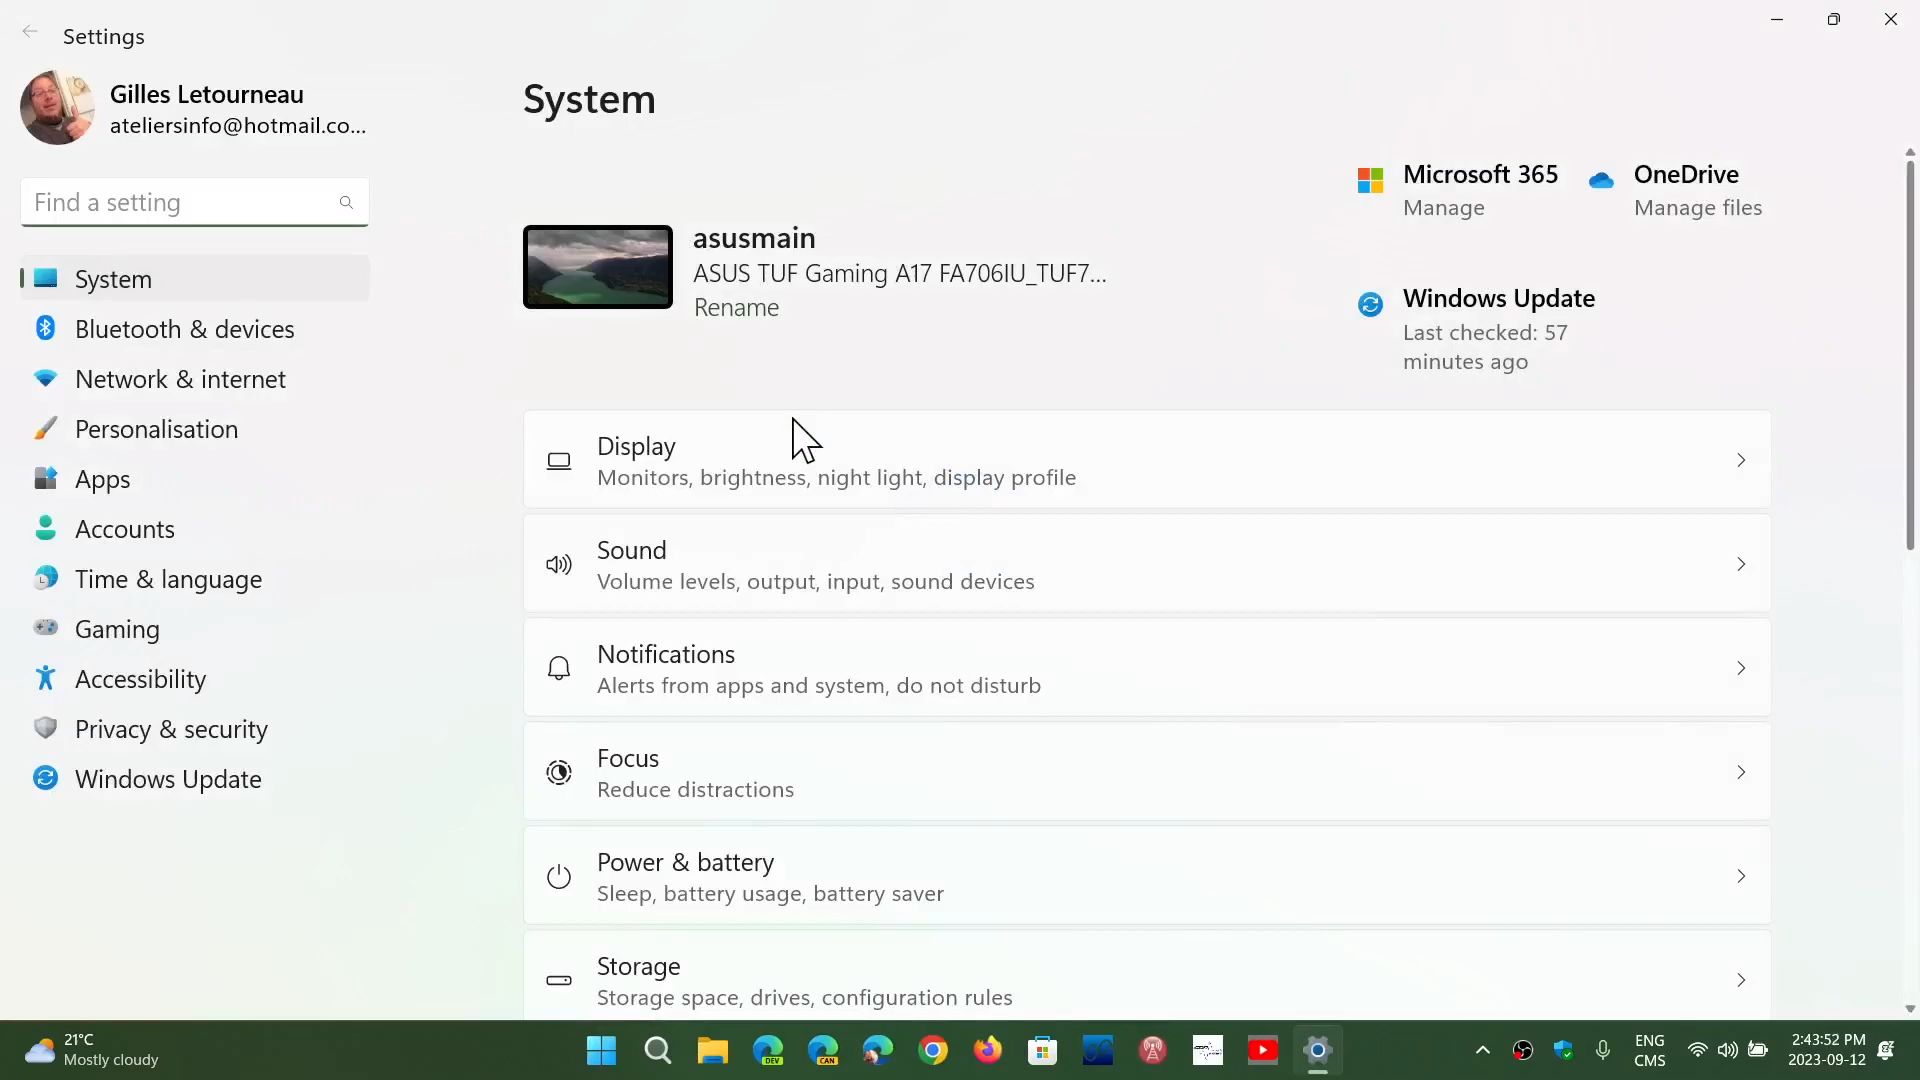 Settings
Gilles Letourneau
ateliersinfo@hotmail.co...
Find a setting
System
Bluetooth & devices
Network & internet
Personalisation
Apps
Accounts
Time & language
Gaming
Accessibility
Privacy & security
Windows Update
System
asusmain
ASUS TUF Gaming A17 FA706IU_TUF7...
Rename
Microsoft 365
Manage
OneDrive
Manage files
Windows Update
Last checked: 57
minutes ago
Display
Monitors, brightness, night light, display profile
Sound
Volume levels, output, input, sound devices
Notifications
Alerts from apps and system, do not disturb
Focus
Reduce distractions
Power & battery
Sleep, battery usage, battery saver
Storage
Storage space, drives, configuration rules
21°C
Mostly cloudy
DEV
CAN
ENG
CMS
2:43:52 PM
2023-09-12